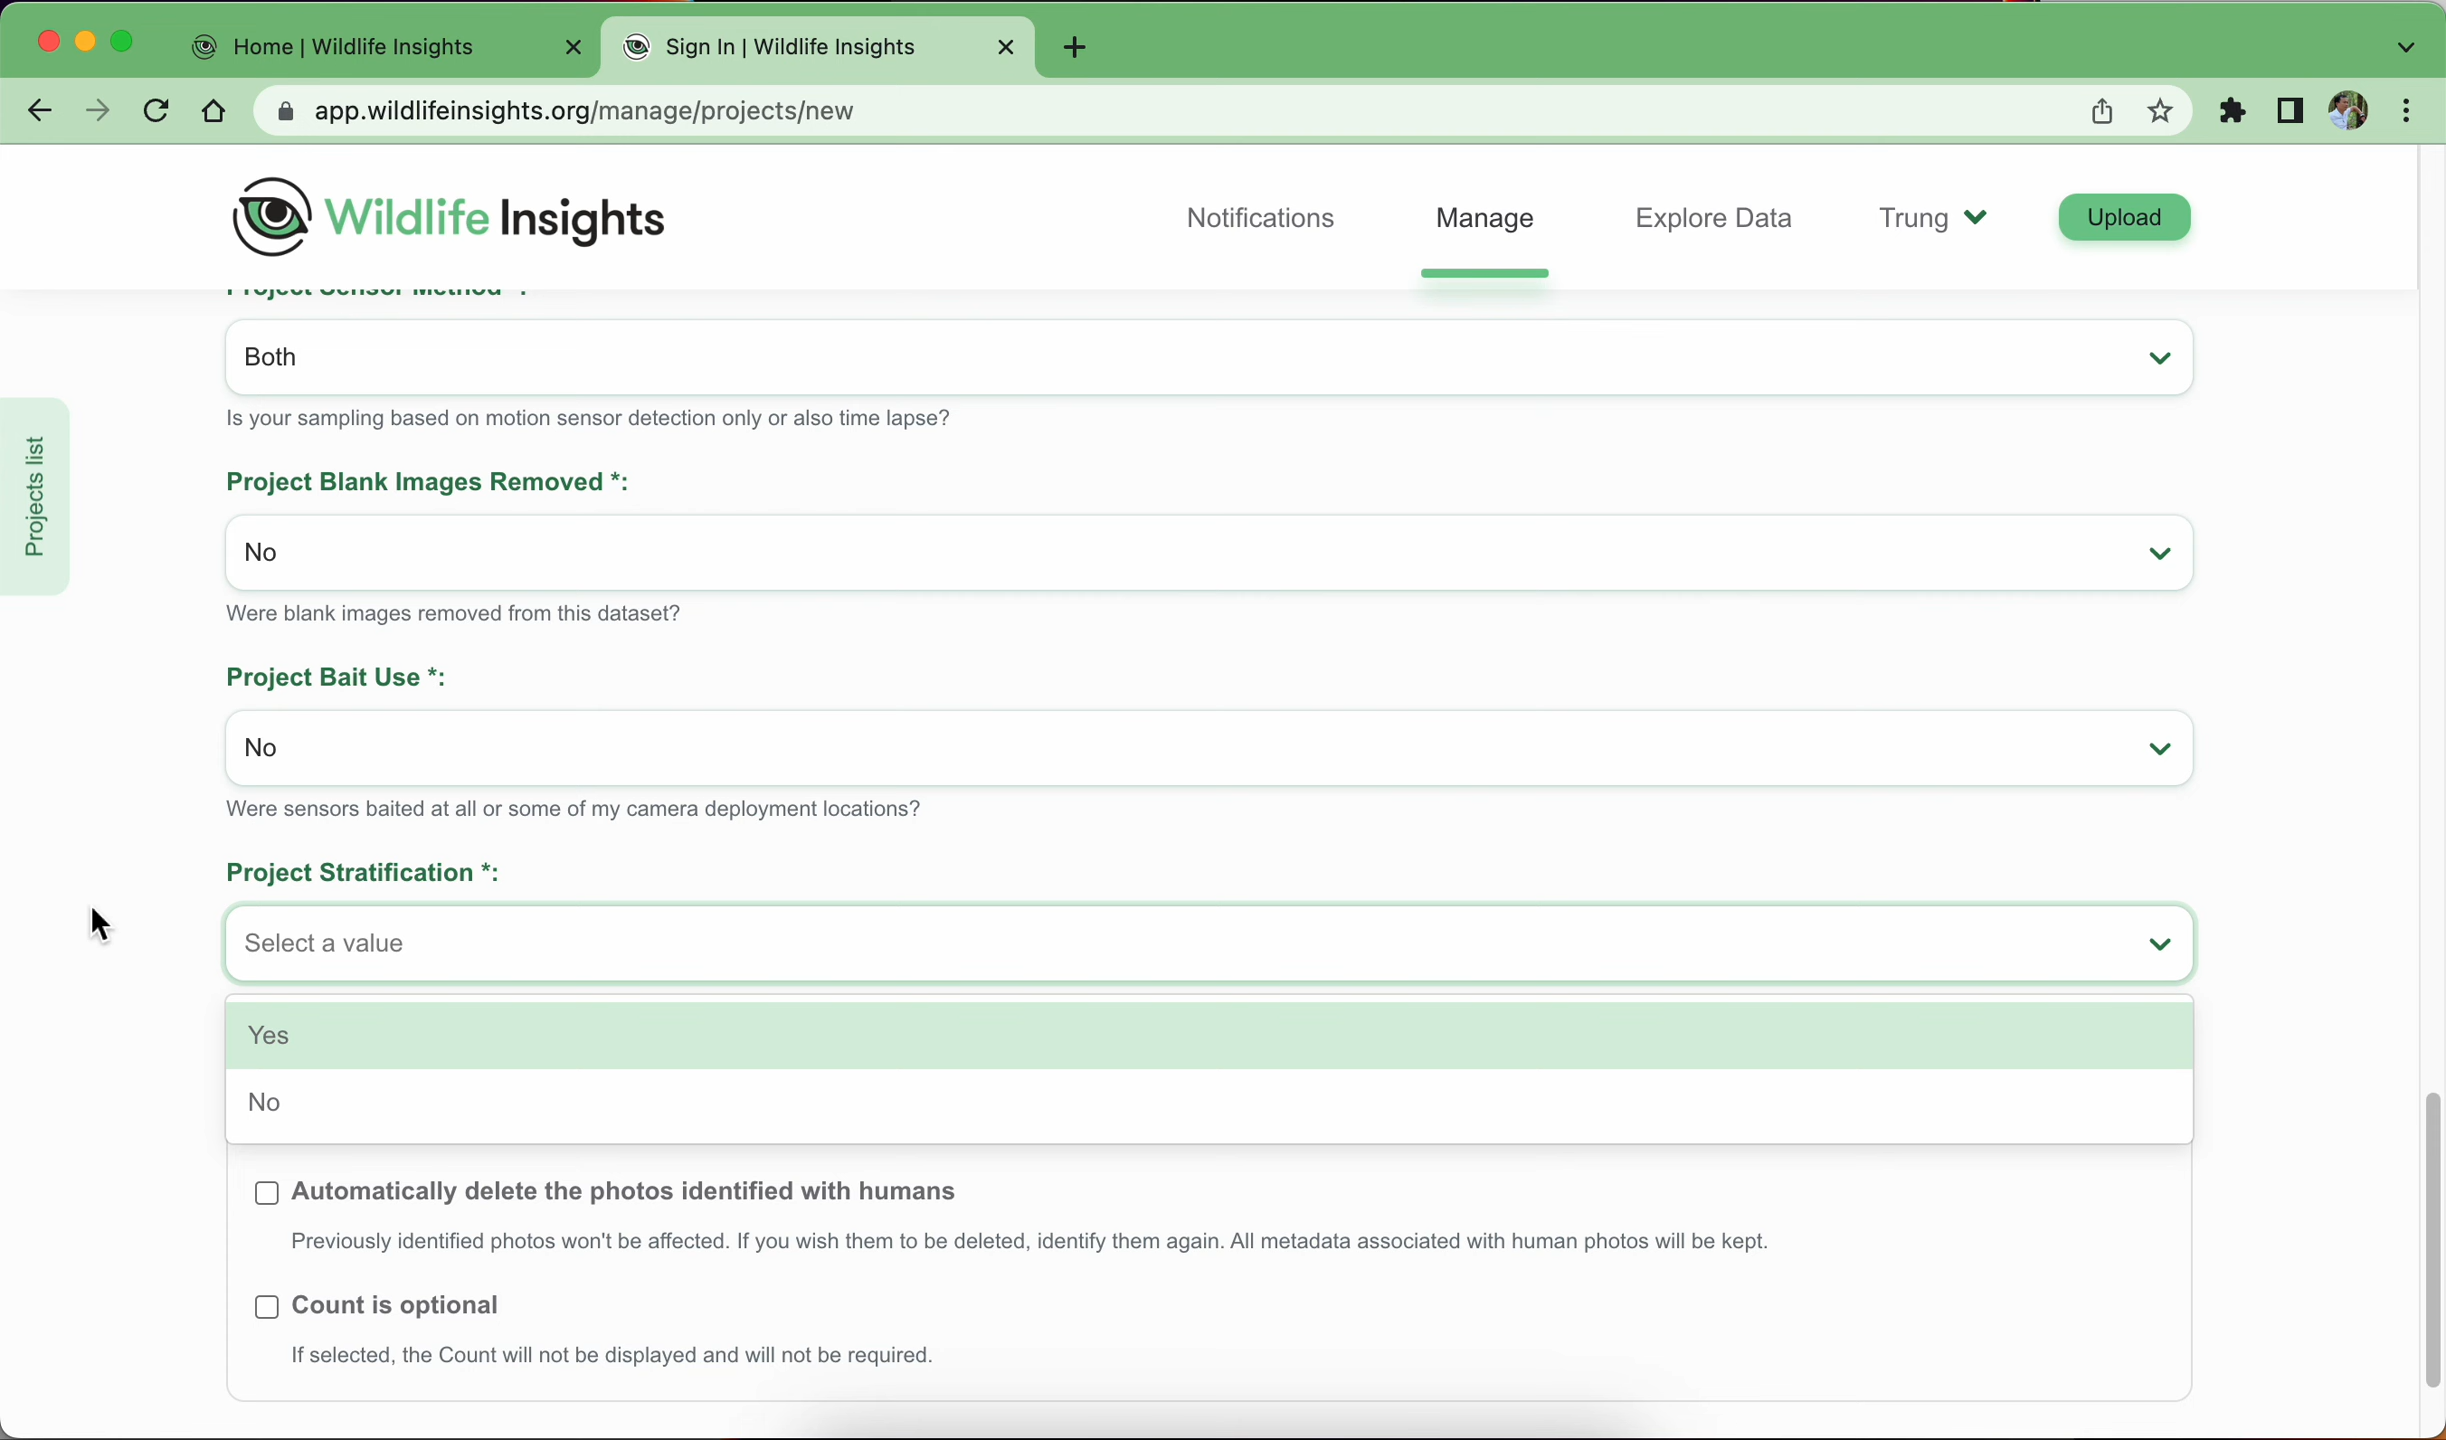 Home | Wildlife Insights
Sign In | Wildlife Insights
app.wildlifeinsights.org/manage/projects/new
Wildlife Insights
Notifications
Manage
Explore Data
Trung
Upload
Project Sensor Method *:
Both
Is your sampling based on motion sensor detection only or also time lapse?
Projects list
Project Blank Images Removed *:
No
Were blank images removed from this dataset?
Project Bait Use *:
No
Were sensors baited at all or some of my camera deployment locations?
Project Stratification *:
Select a value
Yes
No
Automatically delete the photos identified with humans
Previously identified photos won't be affected. If you wish them to be deleted, identify them again. All metadata associated with human photos will be kept.
Count is optional
If selected, the Count will not be displayed and will not be required.